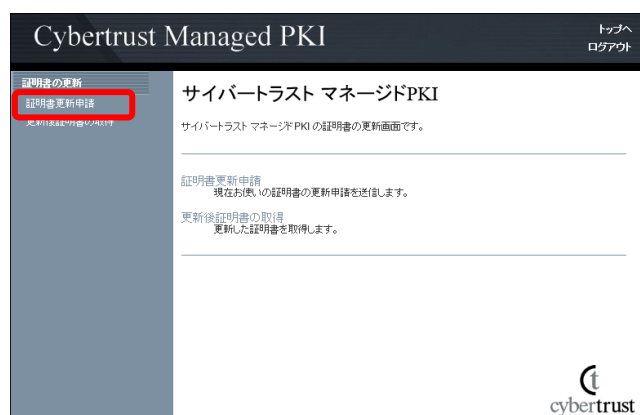 Cybertrust Managed PKI
トップへ
ログアウト
証明書の更新
証明書更新申請
更新後証明書の取得
サイバートラスト マネージドPKI
サイバートラスト マネージド PKI の証明書の更新画面です。
証明書更新申請
現在お使いの証明書の更新申請を送信します。
更新後証明書の取得
更新した証明書を取得します。
cybertrust